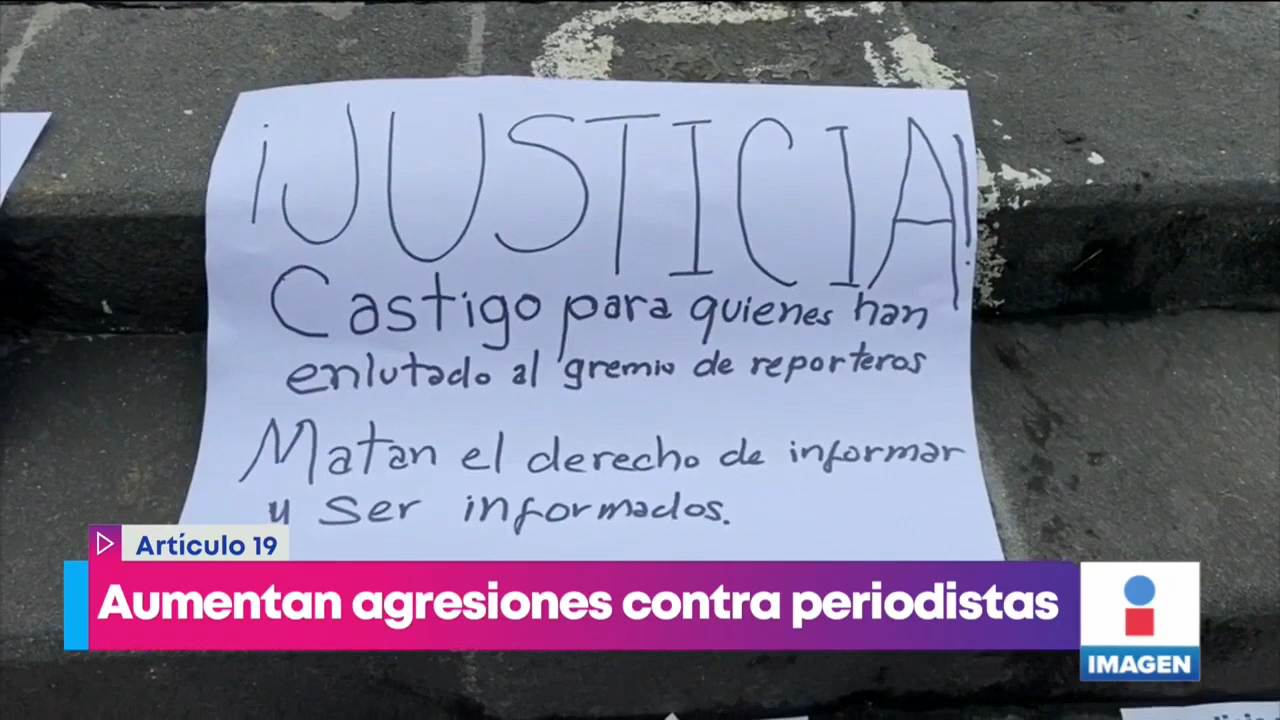 ¡JUSTICIA!
Castigo para quienes han
enlutado al gremio de reporteros
Matan el derecho de informar
y ser informados.
Artículo 19
Aumentan agresiones contra periodistas
IMAGEN